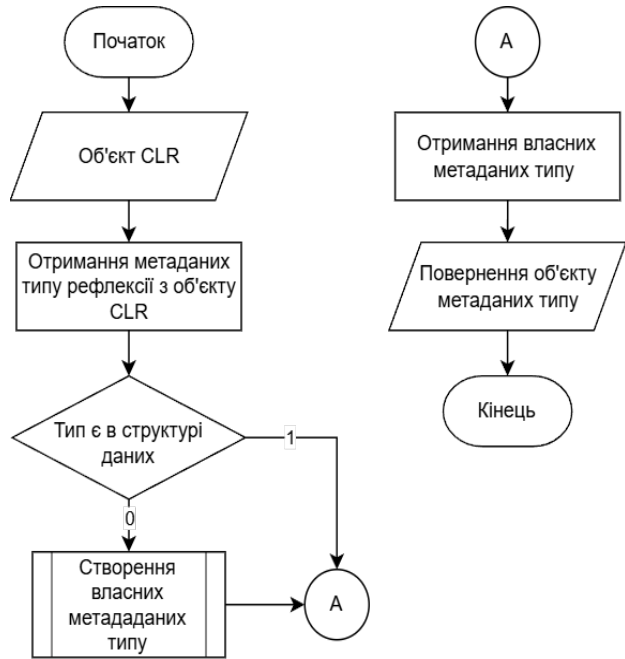 Початок
Об'єкт CLR
Отримання метаданих
типу рефлексії з об'єкту
CLR
Тип є в структурі
даних
1
0
Створення
власних
метададаних
типу
А
А
Отримання власних
метаданих типу
Повернення об'єкту
метаданих типу
Кінець